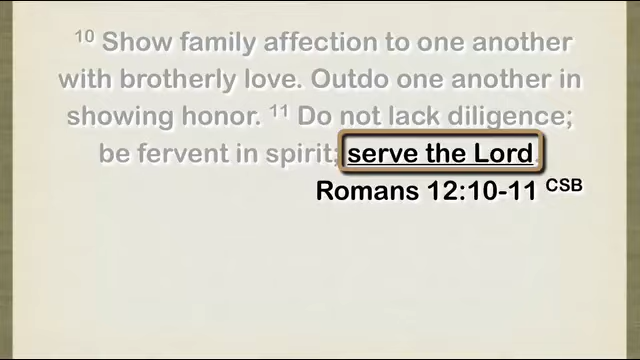 ¹⁰ Show family affection to one another
with brotherly love. Outdo one another in
showing honor. ¹¹ Do not lack diligence;
be fervent in spirit; serve the Lord.
Romans 12:10-11 CSB